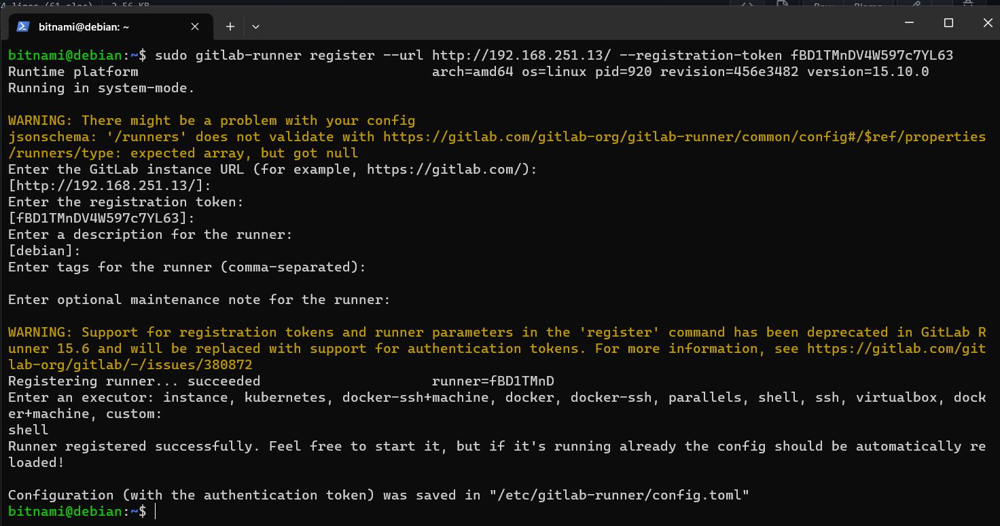 lines (61 sloc) 2.56 KB
Raw Blame
bitnami@debian: ~
bitnami@debian:~$ sudo gitlab-runner register --url http://192.168.251.13/ --registration-token fBD1TMnDV4W597c7YL63
Runtime platform arch=amd64 os=linux pid=920 revision=456e3482 version=15.10.0
Running in system-mode.
WARNING: There might be a problem with your config
jsonschema: '/runners' does not validate with https://gitlab.com/gitlab-org/gitlab-runner/common/config#/$ref/properties
/runners/type: expected array, but got null
Enter the GitLab instance URL (for example, https://gitlab.com/):
[http://192.168.251.13/]:
Enter the registration token:
[fBD1TMnDV4W597c7YL63]:
Enter a description for the runner:
[debian]:
Enter tags for the runner (comma-separated):
Enter optional maintenance note for the runner:
WARNING: Support for registration tokens and runner parameters in the 'register' command has been deprecated in GitLab R
unner 15.6 and will be replaced with support for authentication tokens. For more information, see https://gitlab.com/git
lab-org/gitlab/-/issues/380872
Registering runner... succeeded runner=fBD1TMnD
Enter an executor: instance, kubernetes, docker-ssh+machine, docker, docker-ssh, parallels, shell, ssh, virtualbox, dock
er+machine, custom:
shell
Runner registered successfully. Feel free to start it, but if it's running already the config should be automatically re
loaded!
Configuration (with the authentication token) was saved in "/etc/gitlab-runner/config.toml"
bitnami@debian:~$